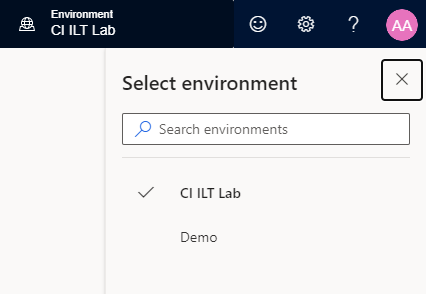 Environment
CI ILT Lab
?
AA
Select environment
Search environments
CI ILT Lab
Demo